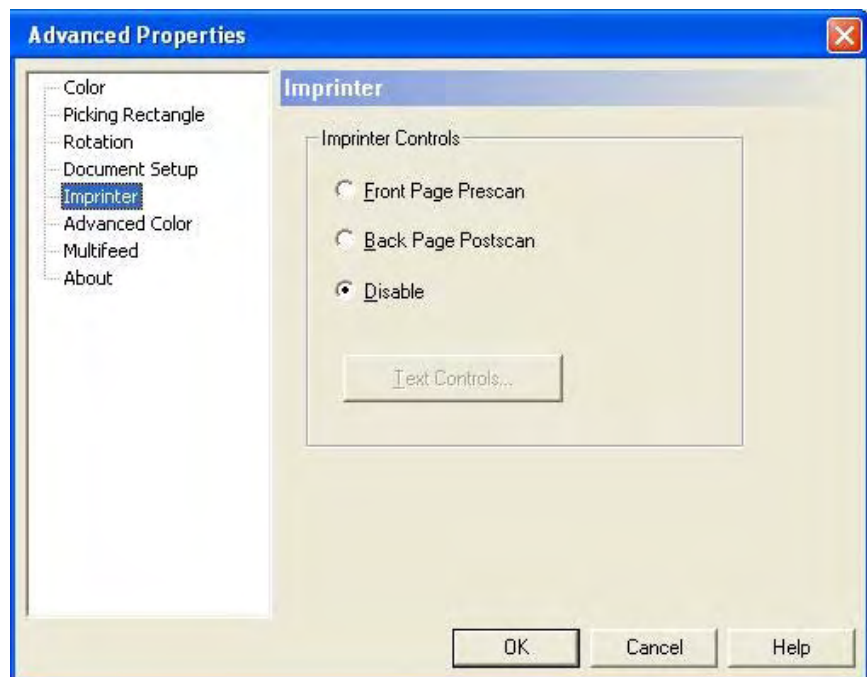 Advanced Properties
Color
Picking Rectangle
Rotation
Document Setup
Imprinter
Advanced Color
Multifeed
About
Imprinter
Imprinter Controls
Front Page Prescan
Back Page Postscan
Disable
Text Controls...
OK
Cancel
Help